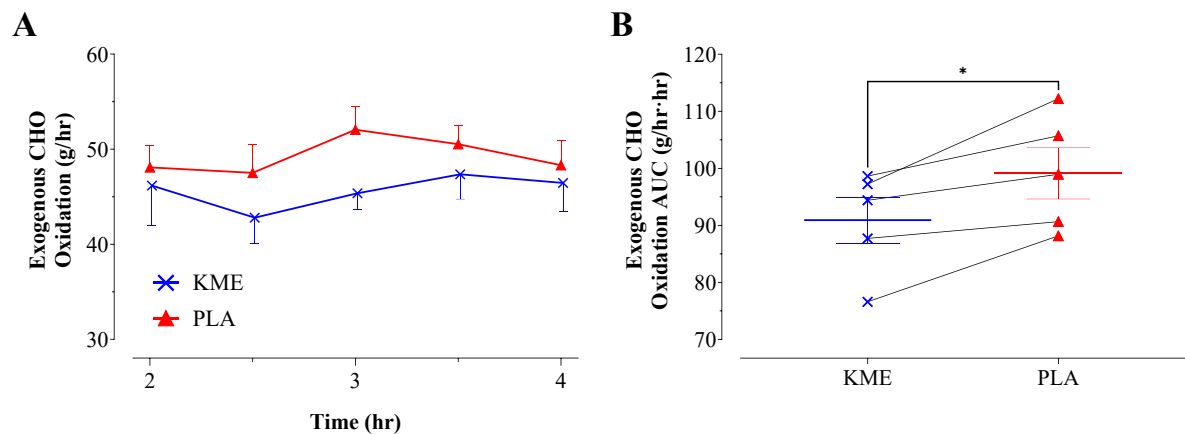 A
Exogenous CHO
Oxidation (g/hr)
60
50
40
30
KME
PLA
2
3
4
Time (hr)
B
Exogenous CHO
Oxidation AUC (g/hr·hr)
120
110
100
90
80
70
*
KME
PLA